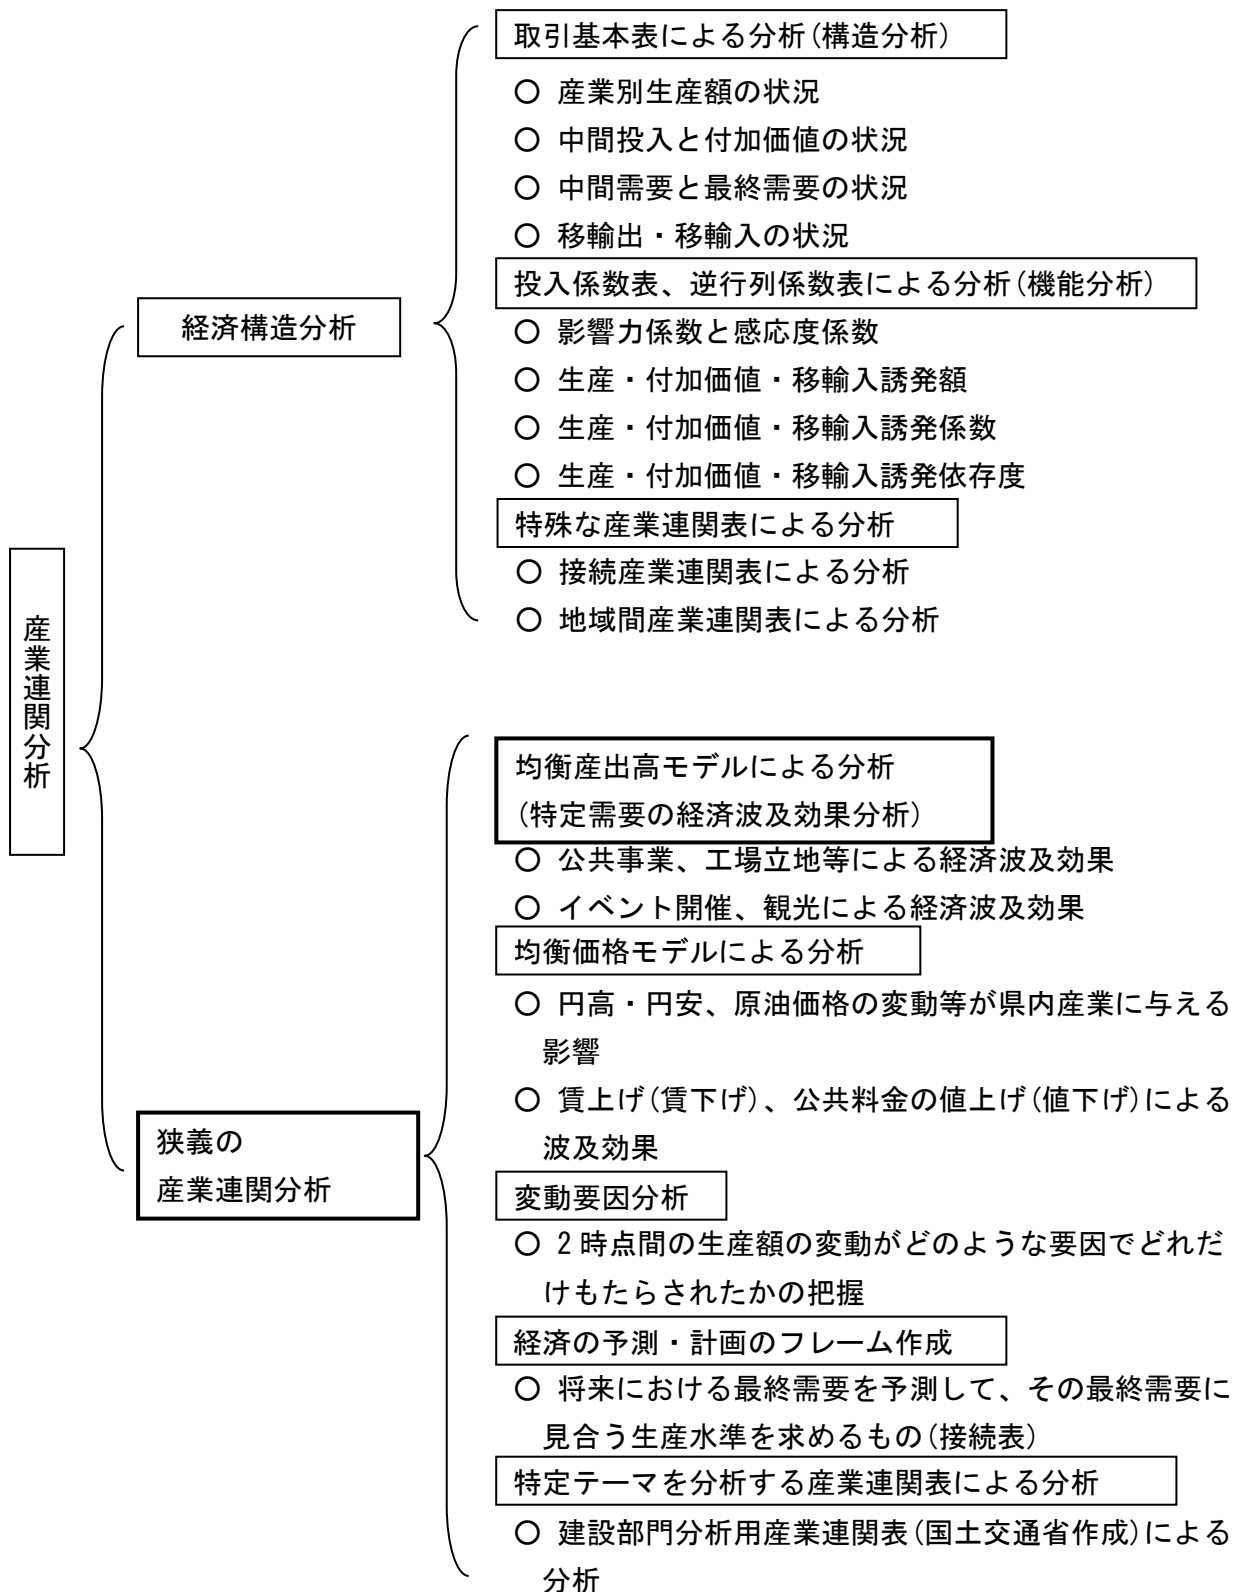 産業連関分析
経済構造分析
取引基本表による分析(構造分析)
○ 産業別生産額の状況
○ 中間投入と付加価値の状況
○ 中間需要と最終需要の状況
○ 移輸出・移輸入の状況
投入係数表、逆行列係数表による分析(機能分析)
○ 影響力係数と感応度係数
○ 生産・付加価値・移輸入誘発額
○ 生産・付加価値・移輸入誘発係数
○ 生産・付加価値・移輸入誘発依存度
特殊な産業連関表による分析
○ 接続産業連関表による分析
○ 地域間産業連関表による分析
狭義の
産業連関分析
均衡産出高モデルによる分析
(特定需要の経済波及効果分析)
○ 公共事業、工場立地等による経済波及効果
○ イベント開催、観光による経済波及効果
均衡価格モデルによる分析
○ 円高・円安、原油価格の変動等が県内産業に与える
影響
○ 賃上げ(賃下げ)、公共料金の値上げ(値下げ)による
波及効果
変動要因分析
○ 2時点間の生産額の変動がどのような要因でどれだ
けもたらされたかの把握
経済の予測・計画のフレーム作成
○ 将来における最終需要を予測して、その最終需要に
見合う生産水準を求めるもの(接続表)
特定テーマを分析する産業連関表による分析
○ 建設部門分析用産業連関表(国土交通省作成)による
分析